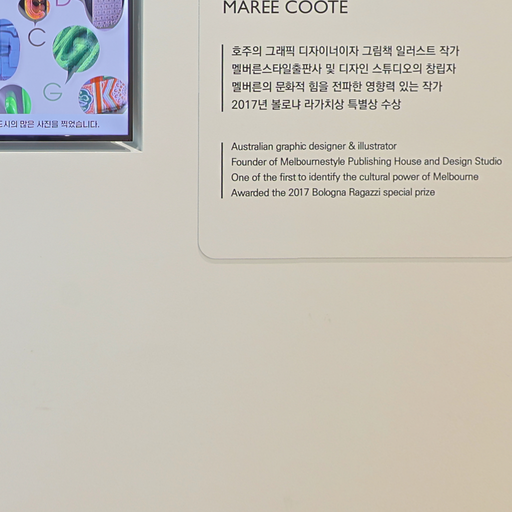 MAREE COOTE
호주의 그래픽 디자이너이자 그림책 일러스트 작가
멜버른스타일출판사 및 디자인 스튜디오의 창립자
멜버른의 문화적 힘을 전파한 영향력 있는 작가
2017년 볼로냐 라가치상 특별상 수상
Australian graphic designer & illustrator
Founder of Melbournestyle Publishing House and Design Studio
One of the first to identify the cultural power of Melbourne
Awarded the 2017 Bologna Ragazzi special prize
D
C
G
많은 사진을 찍었습니다.